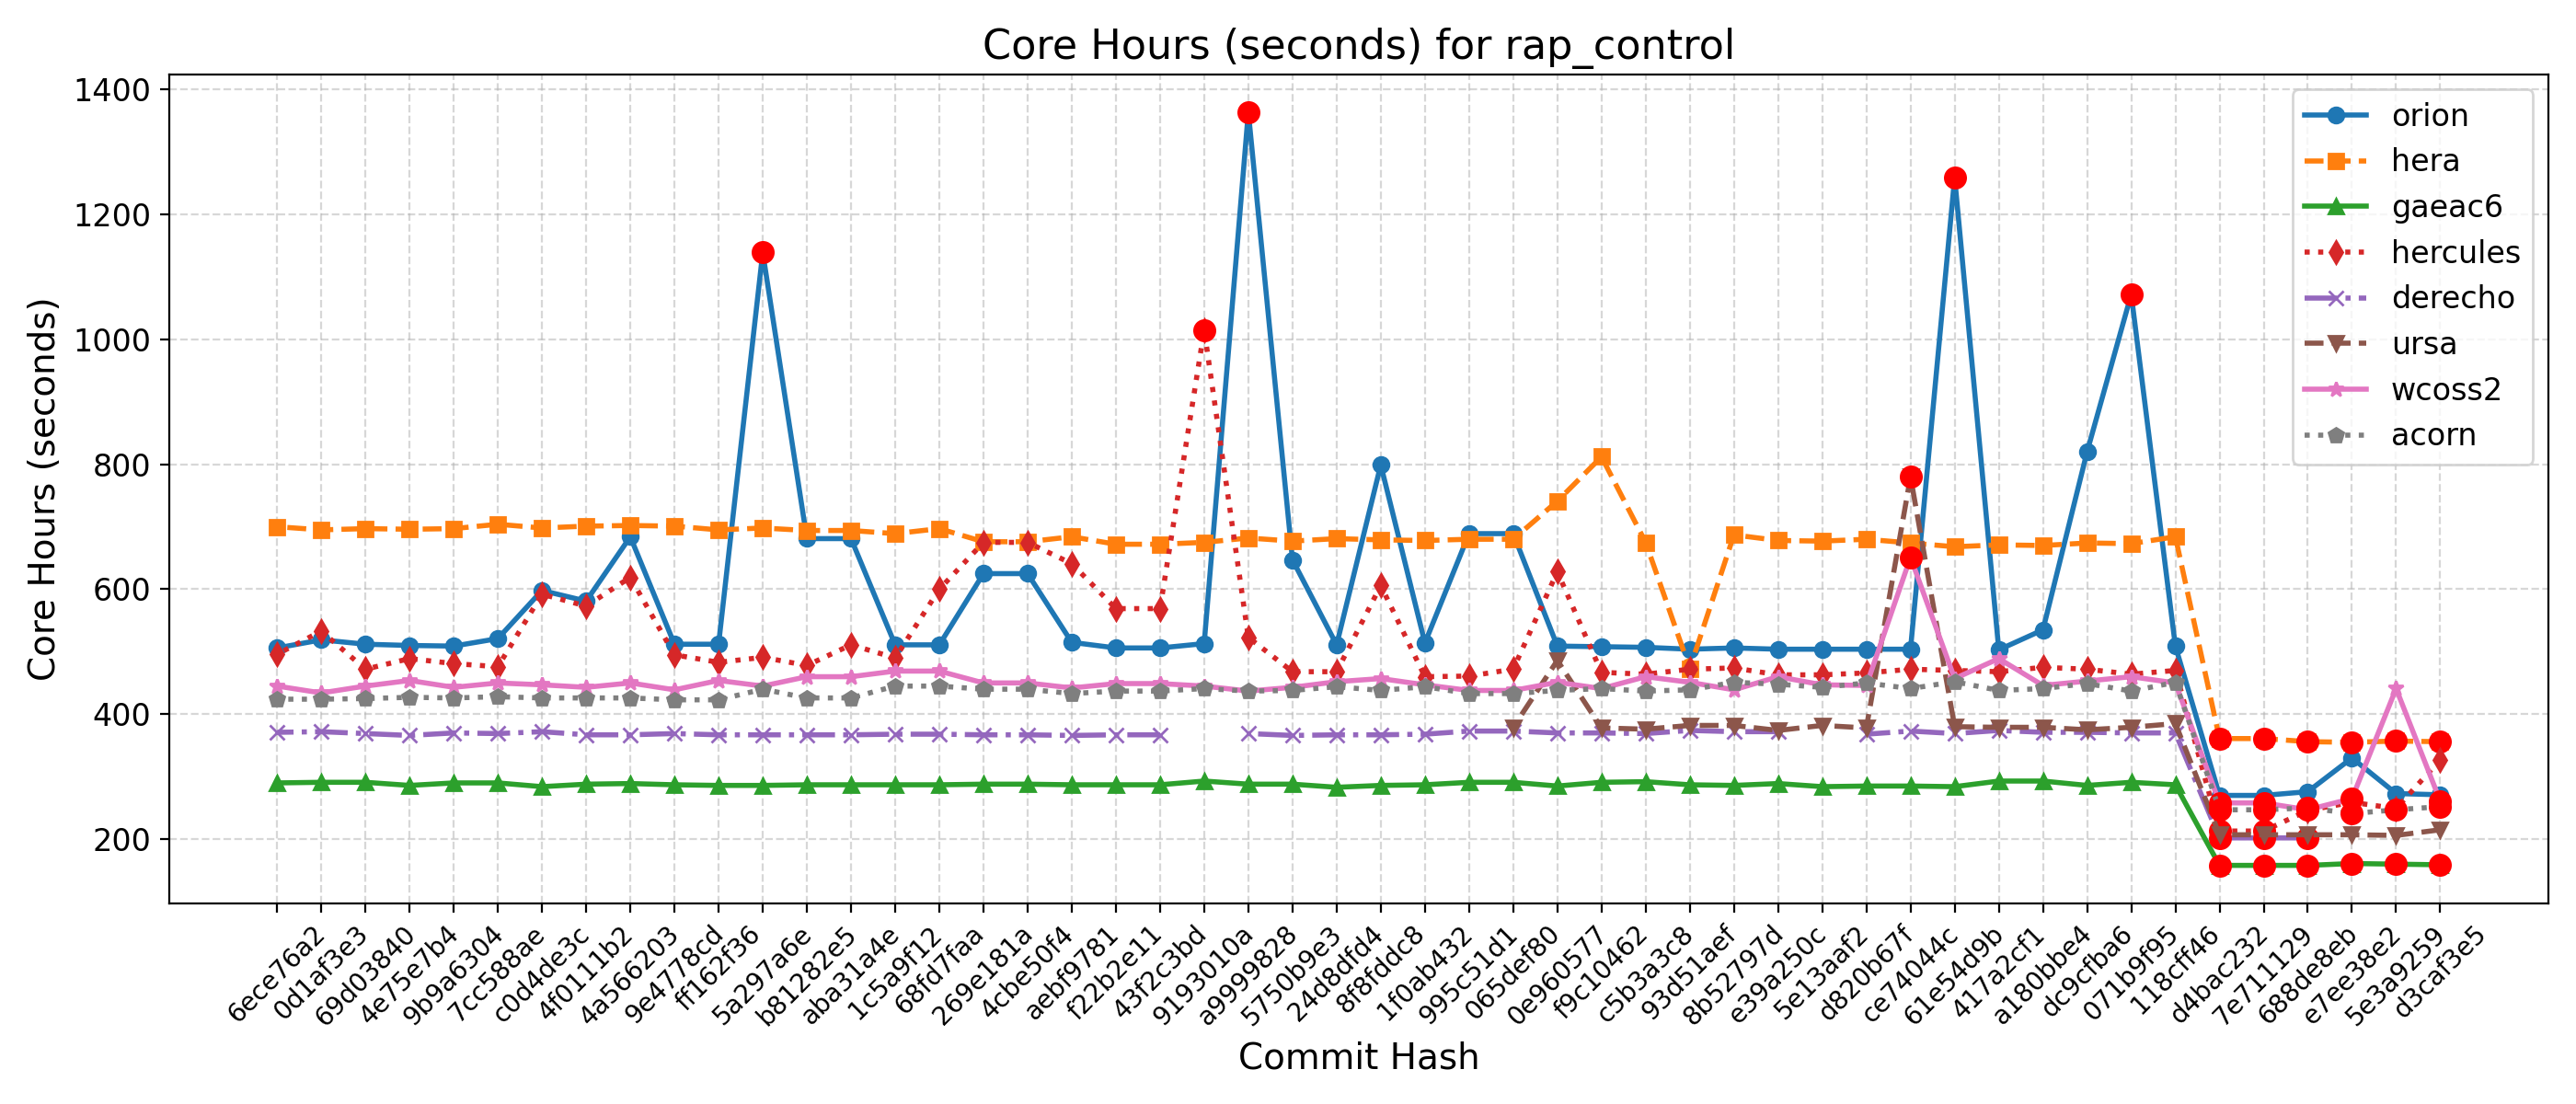 Core Hours (seconds) for rap_control
Core Hours (seconds)
1400
1200
1000
800
600
400
200
orion
hera
gaeac6
hercules
derecho
ursa
wcoss2
acorn
6ece76a2
0d1af3e3
69d03840
4e75e7b4
9b9a6304
7cc588ae
c0d4de3c
4f0111b2
4a566203
9e4778cd
ff162f36
5a297a6e
b81282e5
aba31a4e
1c5a9f12
68fd7faa
269e181a
4cbe50f4
aebf9781
f22b2e11
43f2c3bd
9193010a
a9999828
5750b9e3
24d8dfd4
8f8fddc8
1f0ab432
995c51d1
065def80
0e960577
f9c10462
c5b3a3c8
93d51aef
8b52797d
e39a250c
5e13aaf2
d820b67f
ce74044c
61e54d9b
417a2cf1
a180bbe4
dc9cfba6
071b9f95
118cff46
d4bac232
7e711129
688de8eb
e7ee38e2
5e3a9259
d3caf3e5
Commit Hash